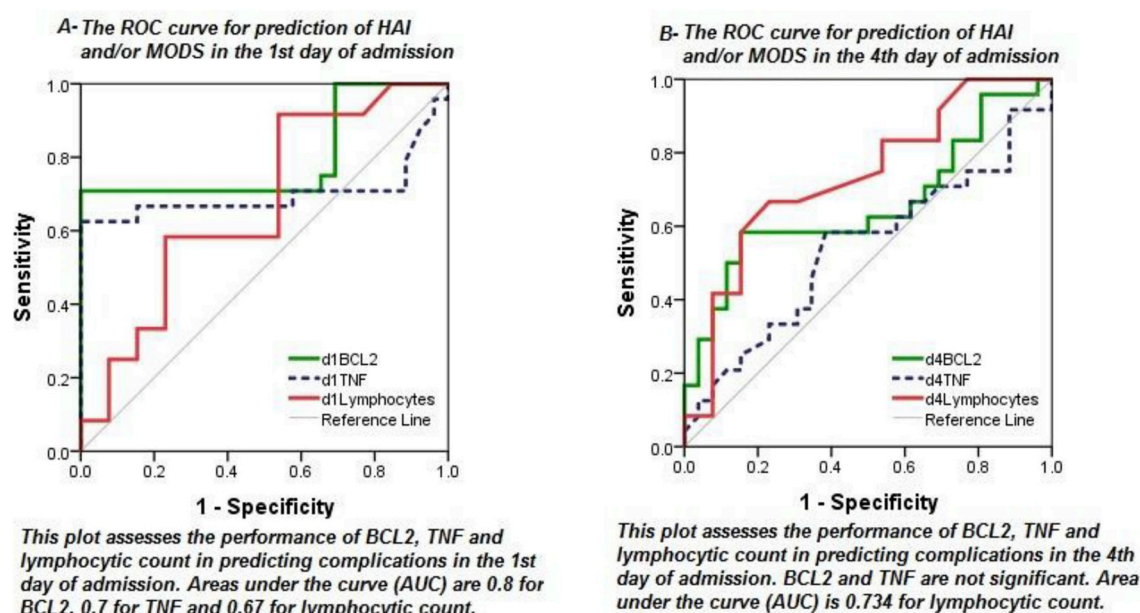 A- The ROC curve for prediction of HAI
and/or MODS in the 1st day of admission
1.0
0.8
0.6
0.4
0.2
0.0
Sensitivity
d1BCL2
d1TNF
d1Lymphocytes
Reference Line
0.0 0.2 0.4 0.6 0.8 1.0
1 - Specificity
This plot assesses the performance of BCL2, TNF and
lymphocytic count in predicting complications in the 1st
day of admission. Areas under the curve (AUC) are 0.8 for
BCL2, 0.7 for TNF and 0.67 for lymphocytic count.
B- The ROC curve for prediction of HAI
and/or MODS in the 4th day of admission
1.0
0.8
0.6
0.4
0.2
0.0
Sensitivity
d4BCL2
d4TNF
d4Lymphocytes
Reference Line
0.0 0.2 0.4 0.6 0.8 1.0
1 - Specificity
This plot assesses the performance of BCL2, TNF and
lymphocytic count in predicting complications in the 4th
day of admission. BCL2 and TNF are not significant. Area
under the curve (AUC) is 0.734 for lymphocytic count.